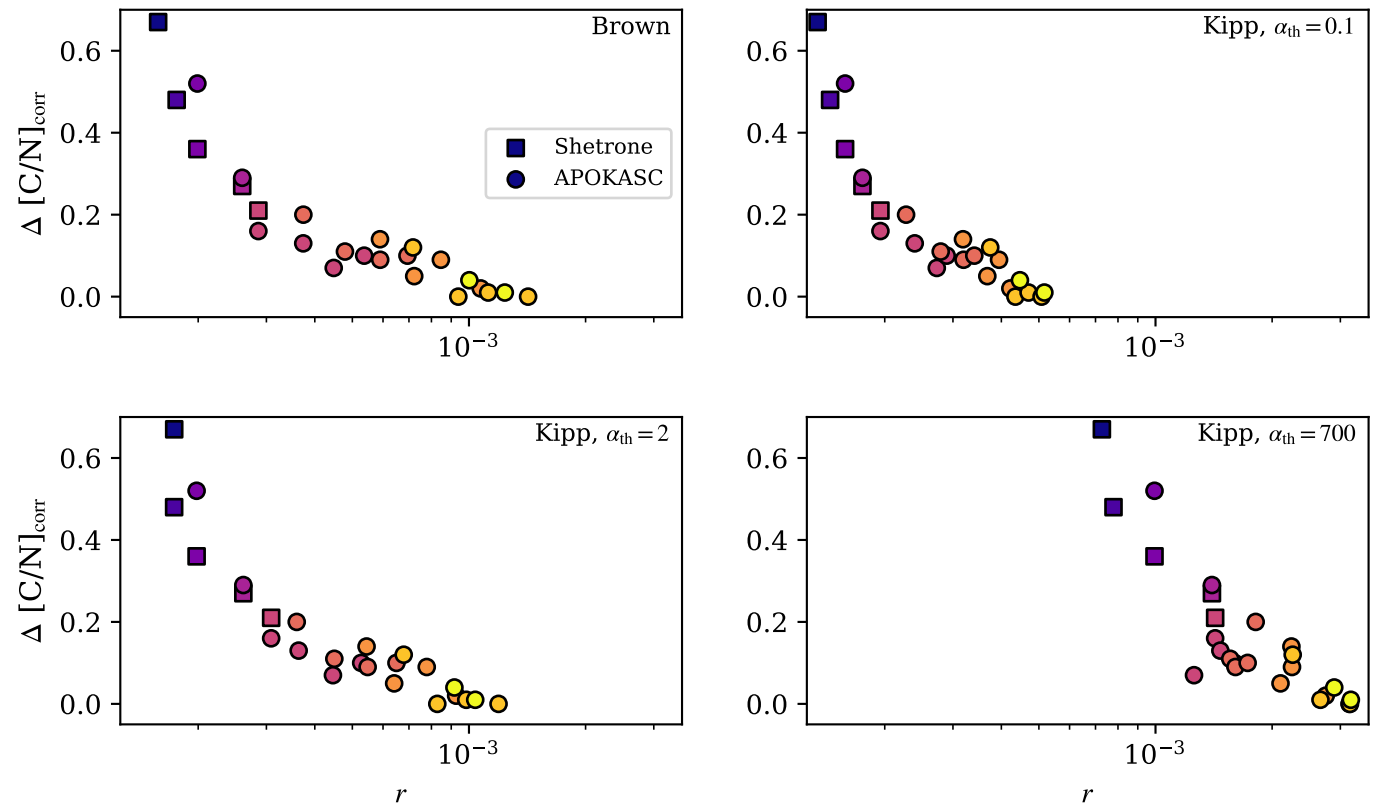 Brown
Δ [C/N]corr
0.6
0.4
0.2
0.0
Shetrone
APOKASC
10⁻³
Kipp, αth = 0.1
0.6
0.4
0.2
0.0
10⁻³
Kipp, αth = 2
Δ [C/N]corr
0.6
0.4
0.2
0.0
10⁻³
r
Kipp, αth = 700
0.6
0.4
0.2
0.0
10⁻³
r